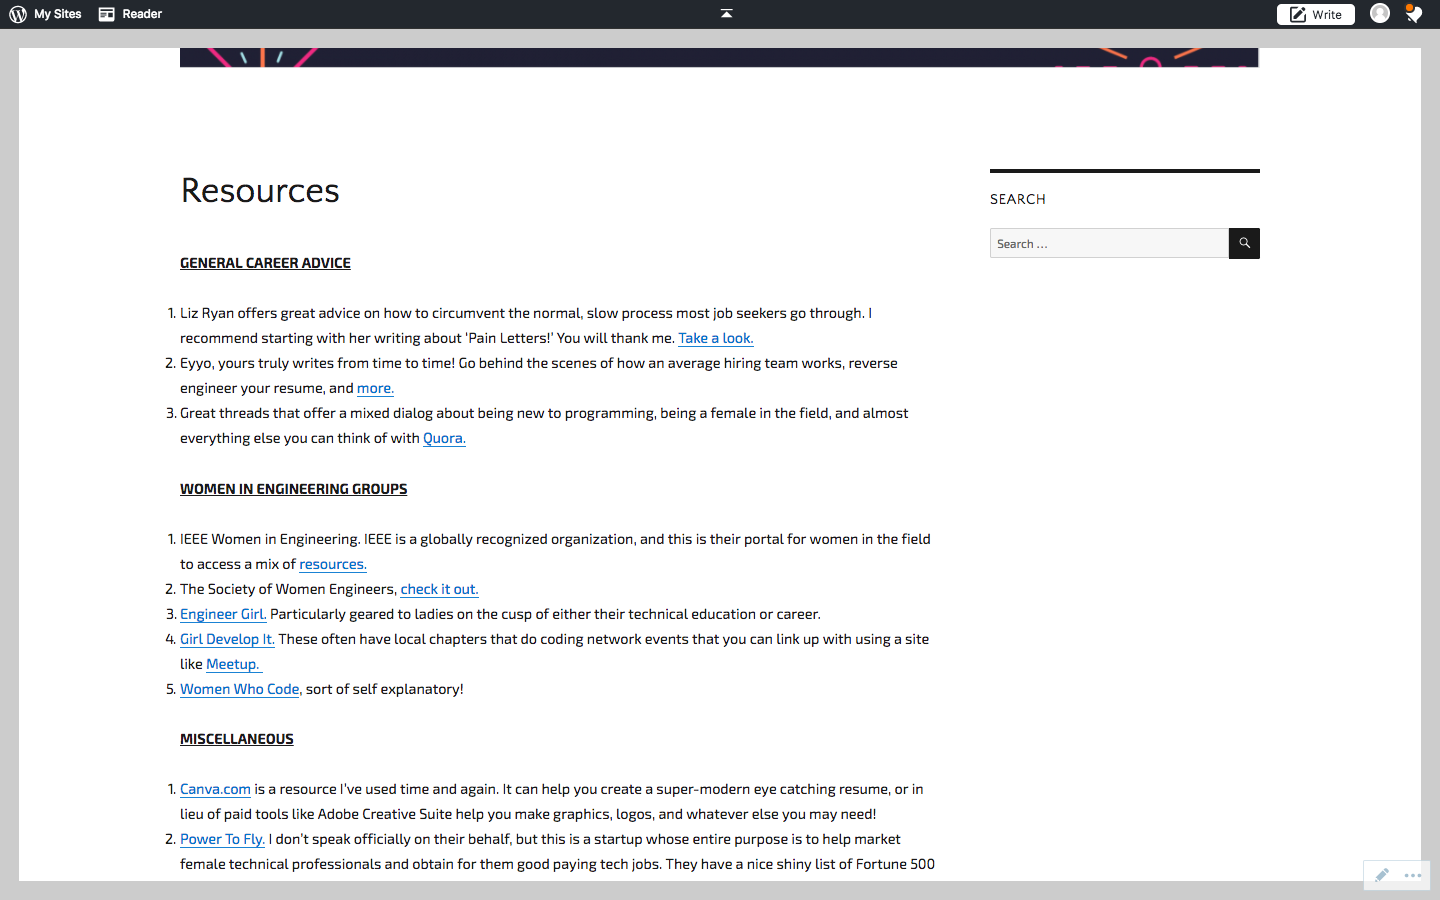 My Sites
Reader
Write
Resources
SEARCH
Search ...
GENERAL CAREER ADVICE
1. Liz Ryan offers great advice on how to circumvent the normal, slow process most job seekers go through. I
recommend starting with her writing about ‘Pain Letters!’ You will thank me. Take a look.
2. Eyyo, yours truly writes from time to time! Go behind the scenes of how an average hiring team works, reverse
engineer your resume, and more.
3. Great threads that offer a mixed dialog about being new to programming, being a female in the field, and almost
everything else you can think of with Quora.
WOMEN IN ENGINEERING GROUPS
1. IEEE Women in Engineering. IEEE is a globally recognized organization, and this is their portal for women in the field
to access a mix of resources.
2. The Society of Women Engineers, check it out.
3. Engineer Girl. Particularly geared to ladies on the cusp of either their technical education or career.
4. Girl Develop It. These often have local chapters that do coding network events that you can link up with using a site
like Meetup.
5. Women Who Code, sort of self explanatory!
MISCELLANEOUS
1. Canva.com is a resource I’ve used time and again. It can help you create a super-modern eye catching resume, or in
lieu of paid tools like Adobe Creative Suite help you make graphics, logos, and whatever else you may need!
2. Power To Fly. I don’t speak officially on their behalf, but this is a startup whose entire purpose is to help market
female technical professionals and obtain for them good paying tech jobs. They have a nice shiny list of Fortune 500